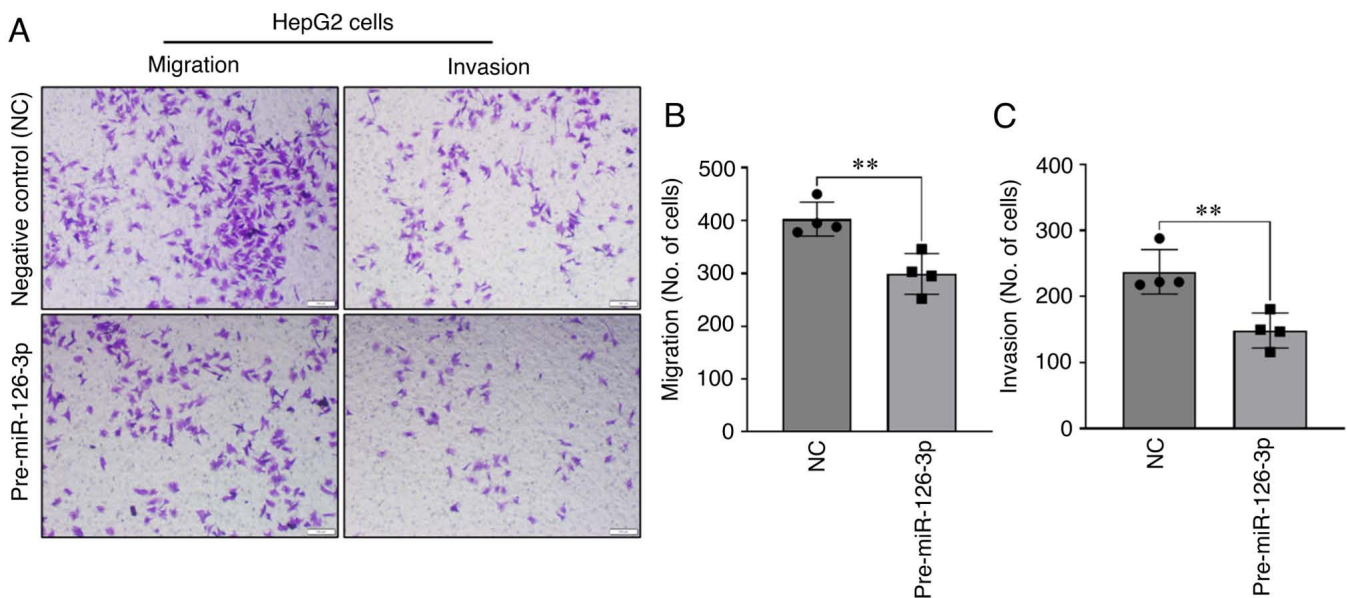 A
HepG2 cells
Migration
Invasion
Negative control (NC)
Pre-miR-126-3p
B
Migration (No. of cells)
500
400
300
200
100
0
**
NC
Pre-miR-126-3p
C
Invasion (No. of cells)
400
300
200
100
0
**
NC
Pre-miR-126-3p